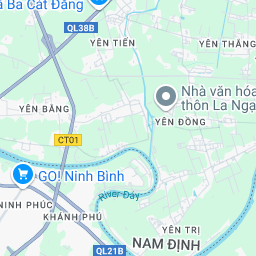 à Ba Cát Đằng
QL38B
YÊN TIẾN
YÊN THẮNG
Nhà văn hóa
thôn La Ngạ
YÊN BẰNG
YÊN ĐỒNG
CT01
GO! Ninh Bình
River Đáy
NINH PHÚC
KHÁNH PHÚ
YÊN TRỊ
NAM ĐỊNH
QL21B